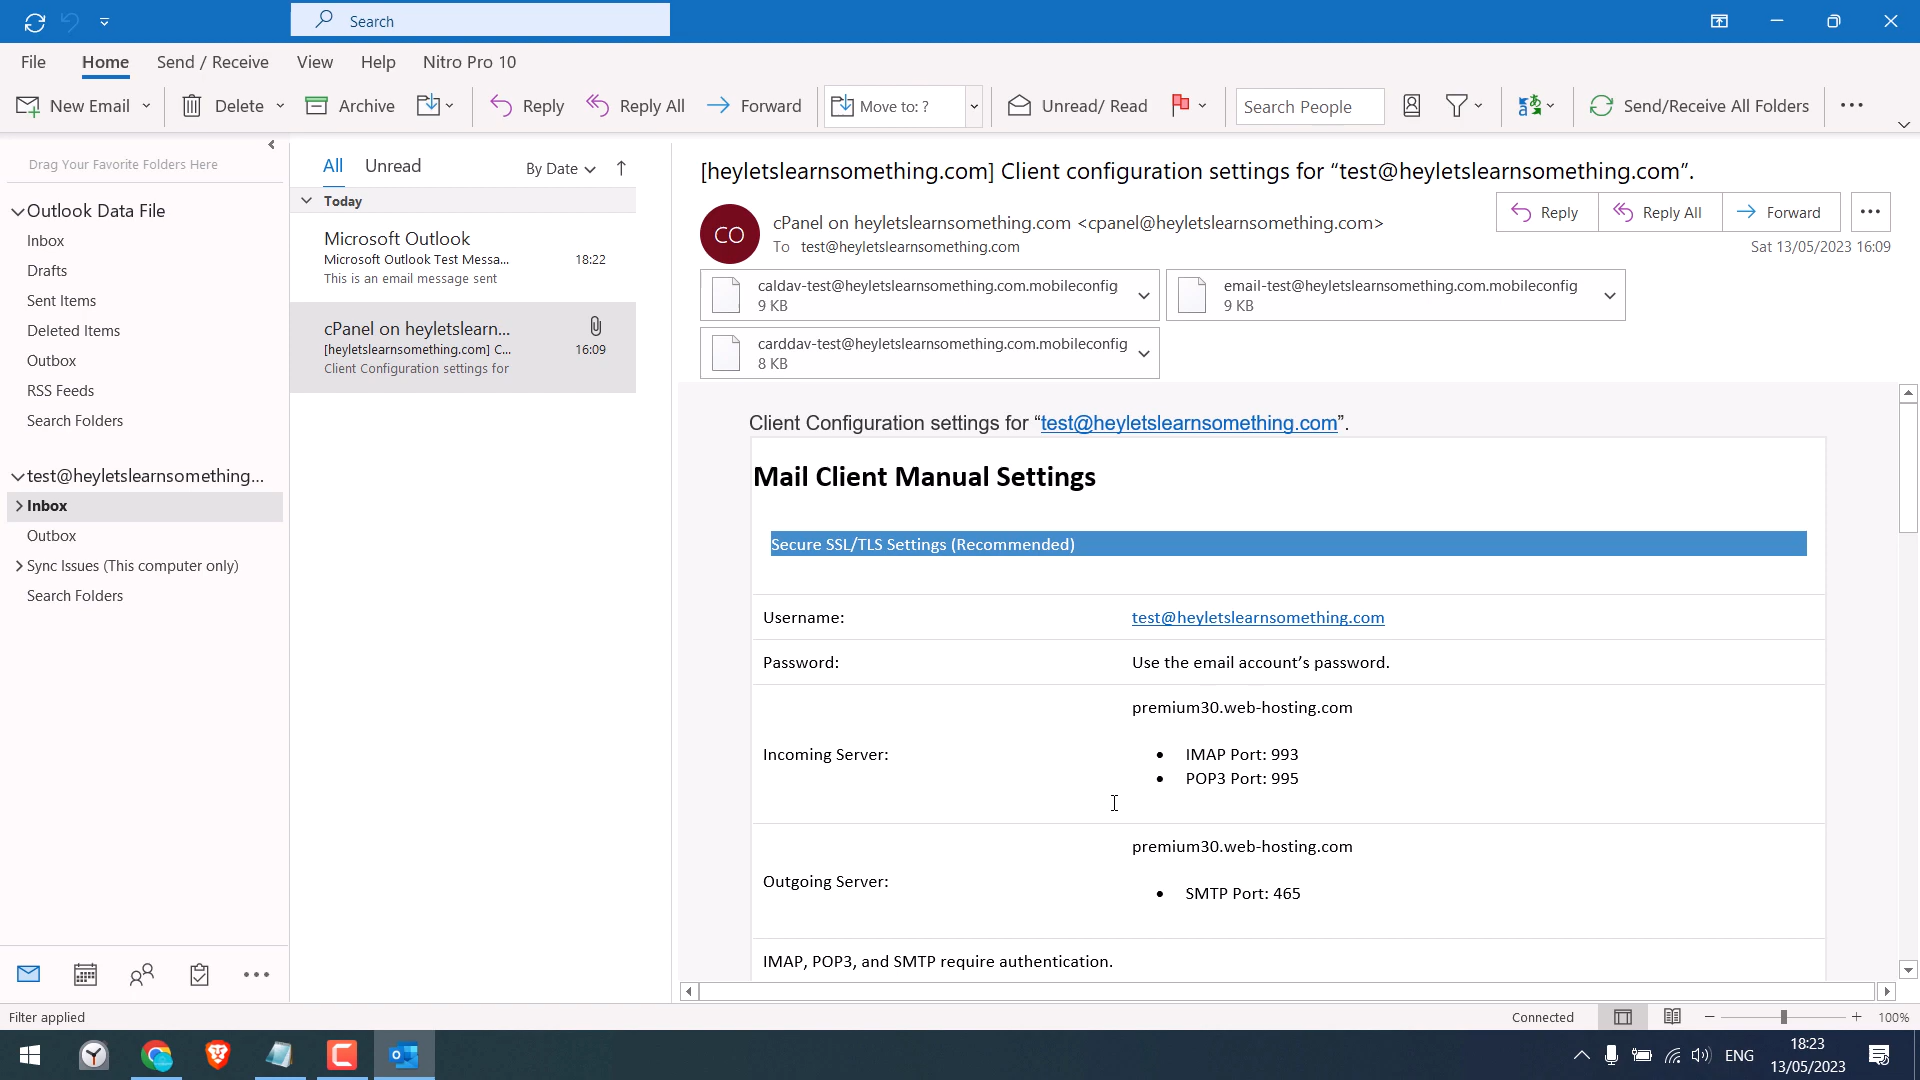 Search
File Home Send / Receive View Help Nitro Pro 10
New Email Delete Archive Reply Reply All Forward Move to: ? Unread/ Read Search People Send/Receive All Folders
Drag Your Favorite Folders Here
Outlook Data File
Inbox
Drafts
Sent Items
Deleted Items
Outbox
RSS Feeds
Search Folders
test@heyletslearnsomething...
Inbox
Outbox
Sync Issues (This computer only)
Search Folders
All Unread By Date
Today
Microsoft Outlook
Microsoft Outlook Test Messa... 18:22
This is an email message sent
cPanel on heyletslearn...
[heyletslearnsomething.com] C... 16:09
Client Configuration settings for
[heyletslearnsomething.com] Client configuration settings for “test@heyletslearnsomething.com”.
CO
cPanel on heyletslearnsomething.com <cpanel@heyletslearnsomething.com>
To test@heyletslearnsomething.com
Reply Reply All Forward
Sat 13/05/2023 16:09
caldav-test@heyletslearnsomething.com.mobileconfig
9 KB
email-test@heyletslearnsomething.com.mobileconfig
9 KB
carddav-test@heyletslearnsomething.com.mobileconfig
8 KB
Client Configuration settings for “test@heyletslearnsomething.com”.
Mail Client Manual Settings
Secure SSL/TLS Settings (Recommended)
Username: test@heyletslearnsomething.com
Password: Use the email account’s password.
Incoming Server:
premium30.web-hosting.com
• IMAP Port: 993
• POP3 Port: 995
Outgoing Server:
premium30.web-hosting.com
• SMTP Port: 465
IMAP, POP3, and SMTP require authentication.
Filter applied
Connected
100%
ENG
18:23
13/05/2023